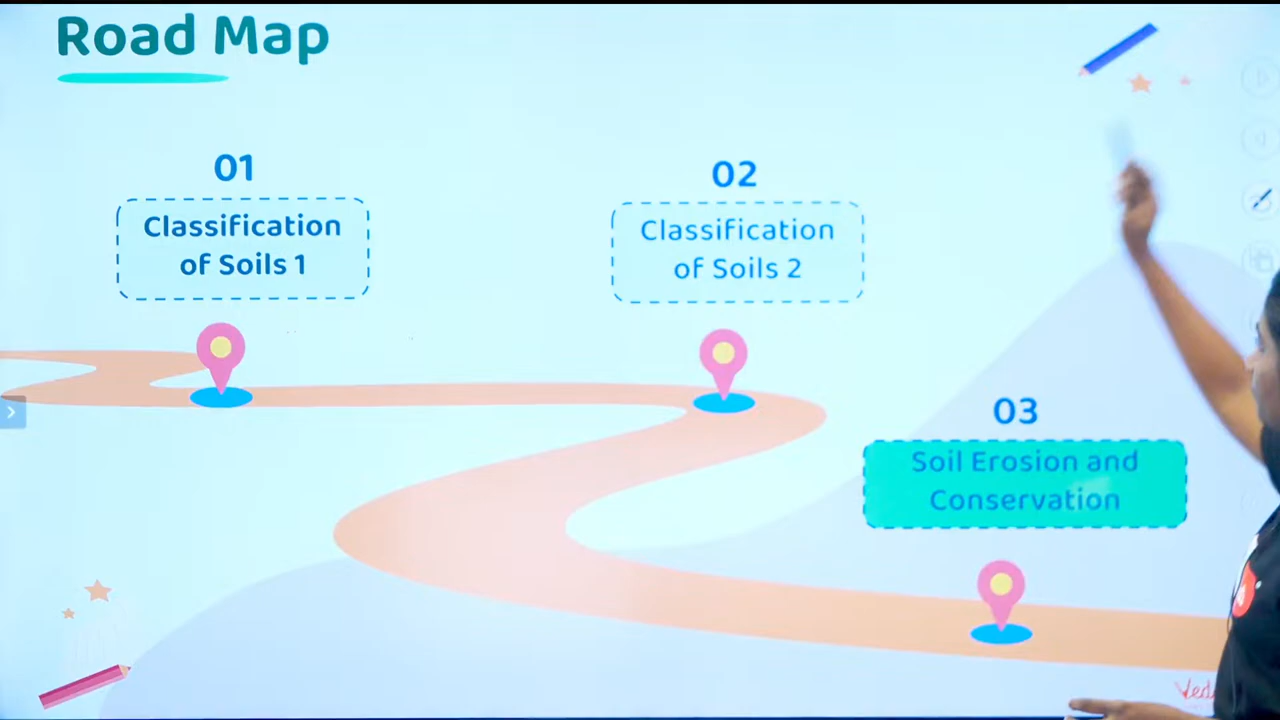 Road Map
01
Classification
of Soils 1
02
Classification
of Soils 2
03
Soil Erosion and
Conservation